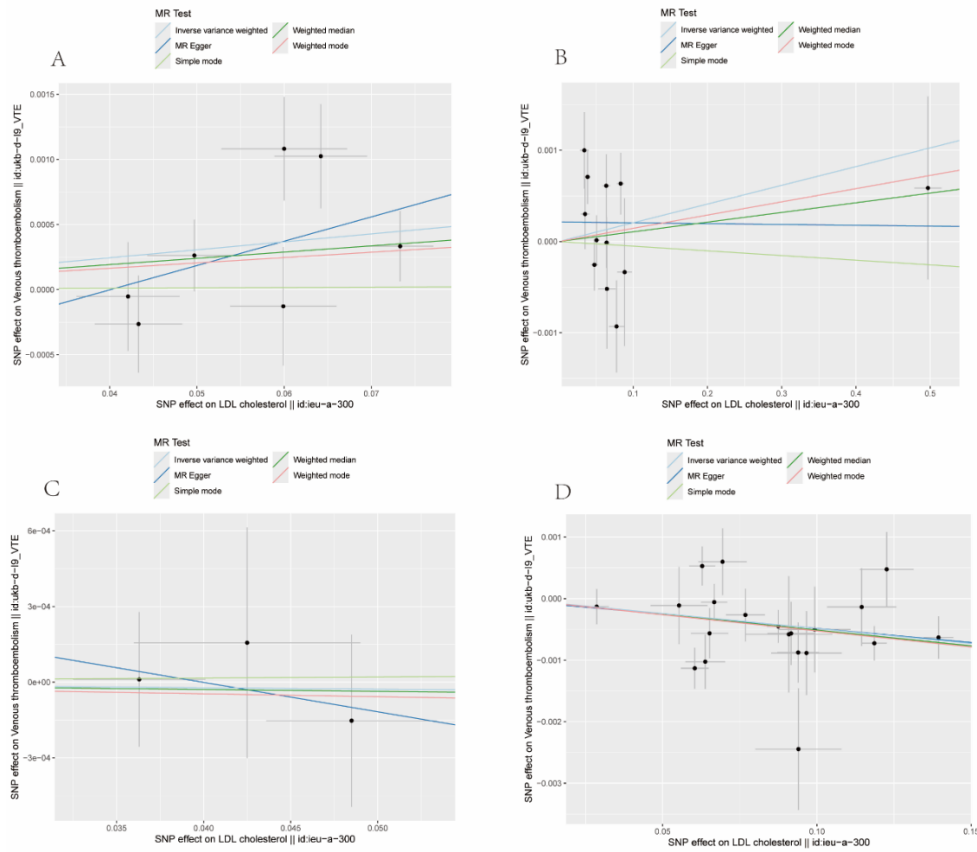 MR Test
Inverse variance weighted
Weighted median
MR Egger
Weighted mode
Simple mode
A
SNP effect on Venous thromboembolism || id:ukb-d-I9_VTE
0.0015
0.0010
0.0005
0.0000
−0.0005
0.04
0.05
0.06
0.07
SNP effect on LDL cholesterol || id:ieu-a-300
MR Test
Inverse variance weighted
Weighted median
MR Egger
Weighted mode
Simple mode
B
SNP effect on Venous thromboembolism || id:ukb-d-I9_VTE
0.001
0.000
−0.001
0.1
0.2
0.3
0.4
0.5
SNP effect on LDL cholesterol || id:ieu-a-300
MR Test
Inverse variance weighted
Weighted median
MR Egger
Weighted mode
Simple mode
C
SNP effect on Venous thromboembolism || id:ukb-d-I9_VTE
6e−04
3e−04
0e+00
−3e−04
0.035
0.040
0.045
0.050
SNP effect on LDL cholesterol || id:ieu-a-300
MR Test
Inverse variance weighted
Weighted median
MR Egger
Weighted mode
Simple mode
D
SNP effect on Venous thromboembolism || id:ukb-d-I9_VTE
0.001
0.000
−0.001
−0.002
−0.003
0.05
0.10
0.15
SNP effect on LDL cholesterol || id:ieu-a-300